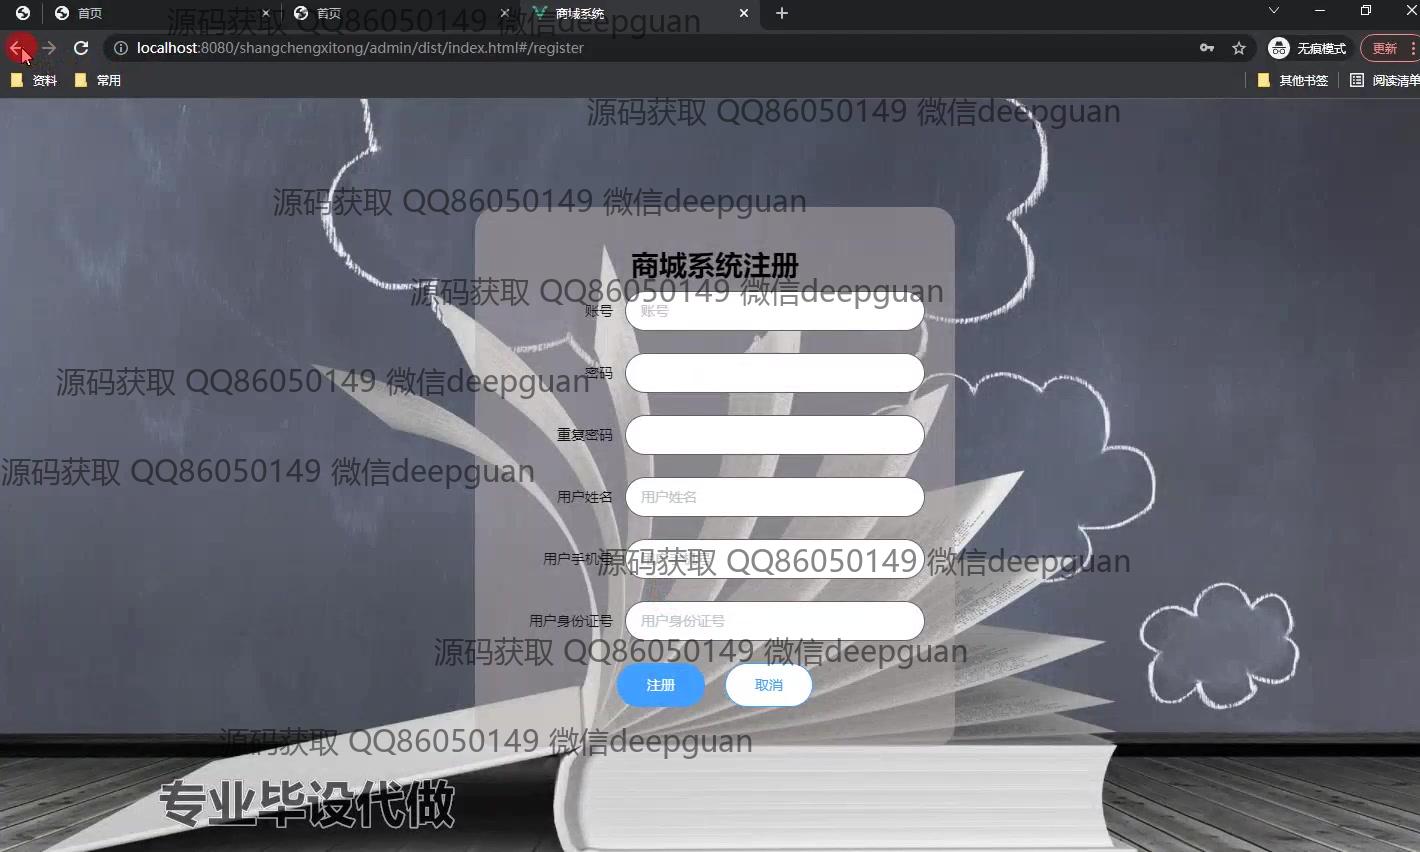 首页
首页
商城系统
源码获取 QQ86050149 微信deepguan
localhost:8080/shangchengxitong/admin/dist/index.html#/register
无痕模式
更新
资料
常用
其他书签
阅读清单
源码获取 QQ86050149 微信deepguan
源码获取 QQ86050149 微信deepguan
商城系统注册
源码获取 QQ86050149 微信deepguan
账号
账号
密码
源码获取 QQ86050149 微信deepguan
重复密码
源码获取 QQ86050149 微信deepguan
用户姓名
用户姓名
用户手机号
源码获取 QQ86050149 微信deepguan
用户身份证号
用户身份证号
源码获取 QQ86050149 微信deepguan
注册
取消
源码获取 QQ86050149 微信deepguan
专业毕设代做